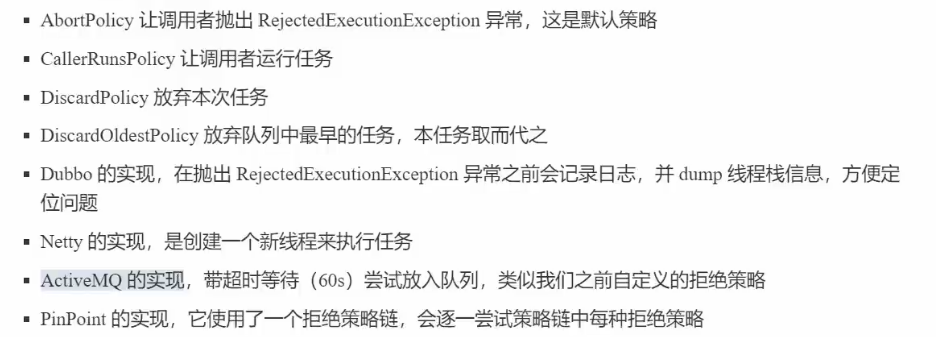 ▪ AbortPolicy 让调用者抛出 RejectedExecutionException 异常，这是默认策略
▪ CallerRunsPolicy 让调用者运行任务
▪ DiscardPolicy 放弃本次任务
▪ DiscardOldestPolicy 放弃队列中最早的任务，本任务取而代之
▪ Dubbo 的实现，在抛出 RejectedExecutionException 异常之前会记录日志，并 dump 线程栈信息，方便定
位问题
▪ Netty 的实现，是创建一个新线程来执行任务
▪ ActiveMQ 的实现，带超时等待（60s）尝试放入队列，类似我们之前自定义的拒绝策略
▪ PinPoint 的实现，它使用了一个拒绝策略链，会逐一尝试策略链中每种拒绝策略